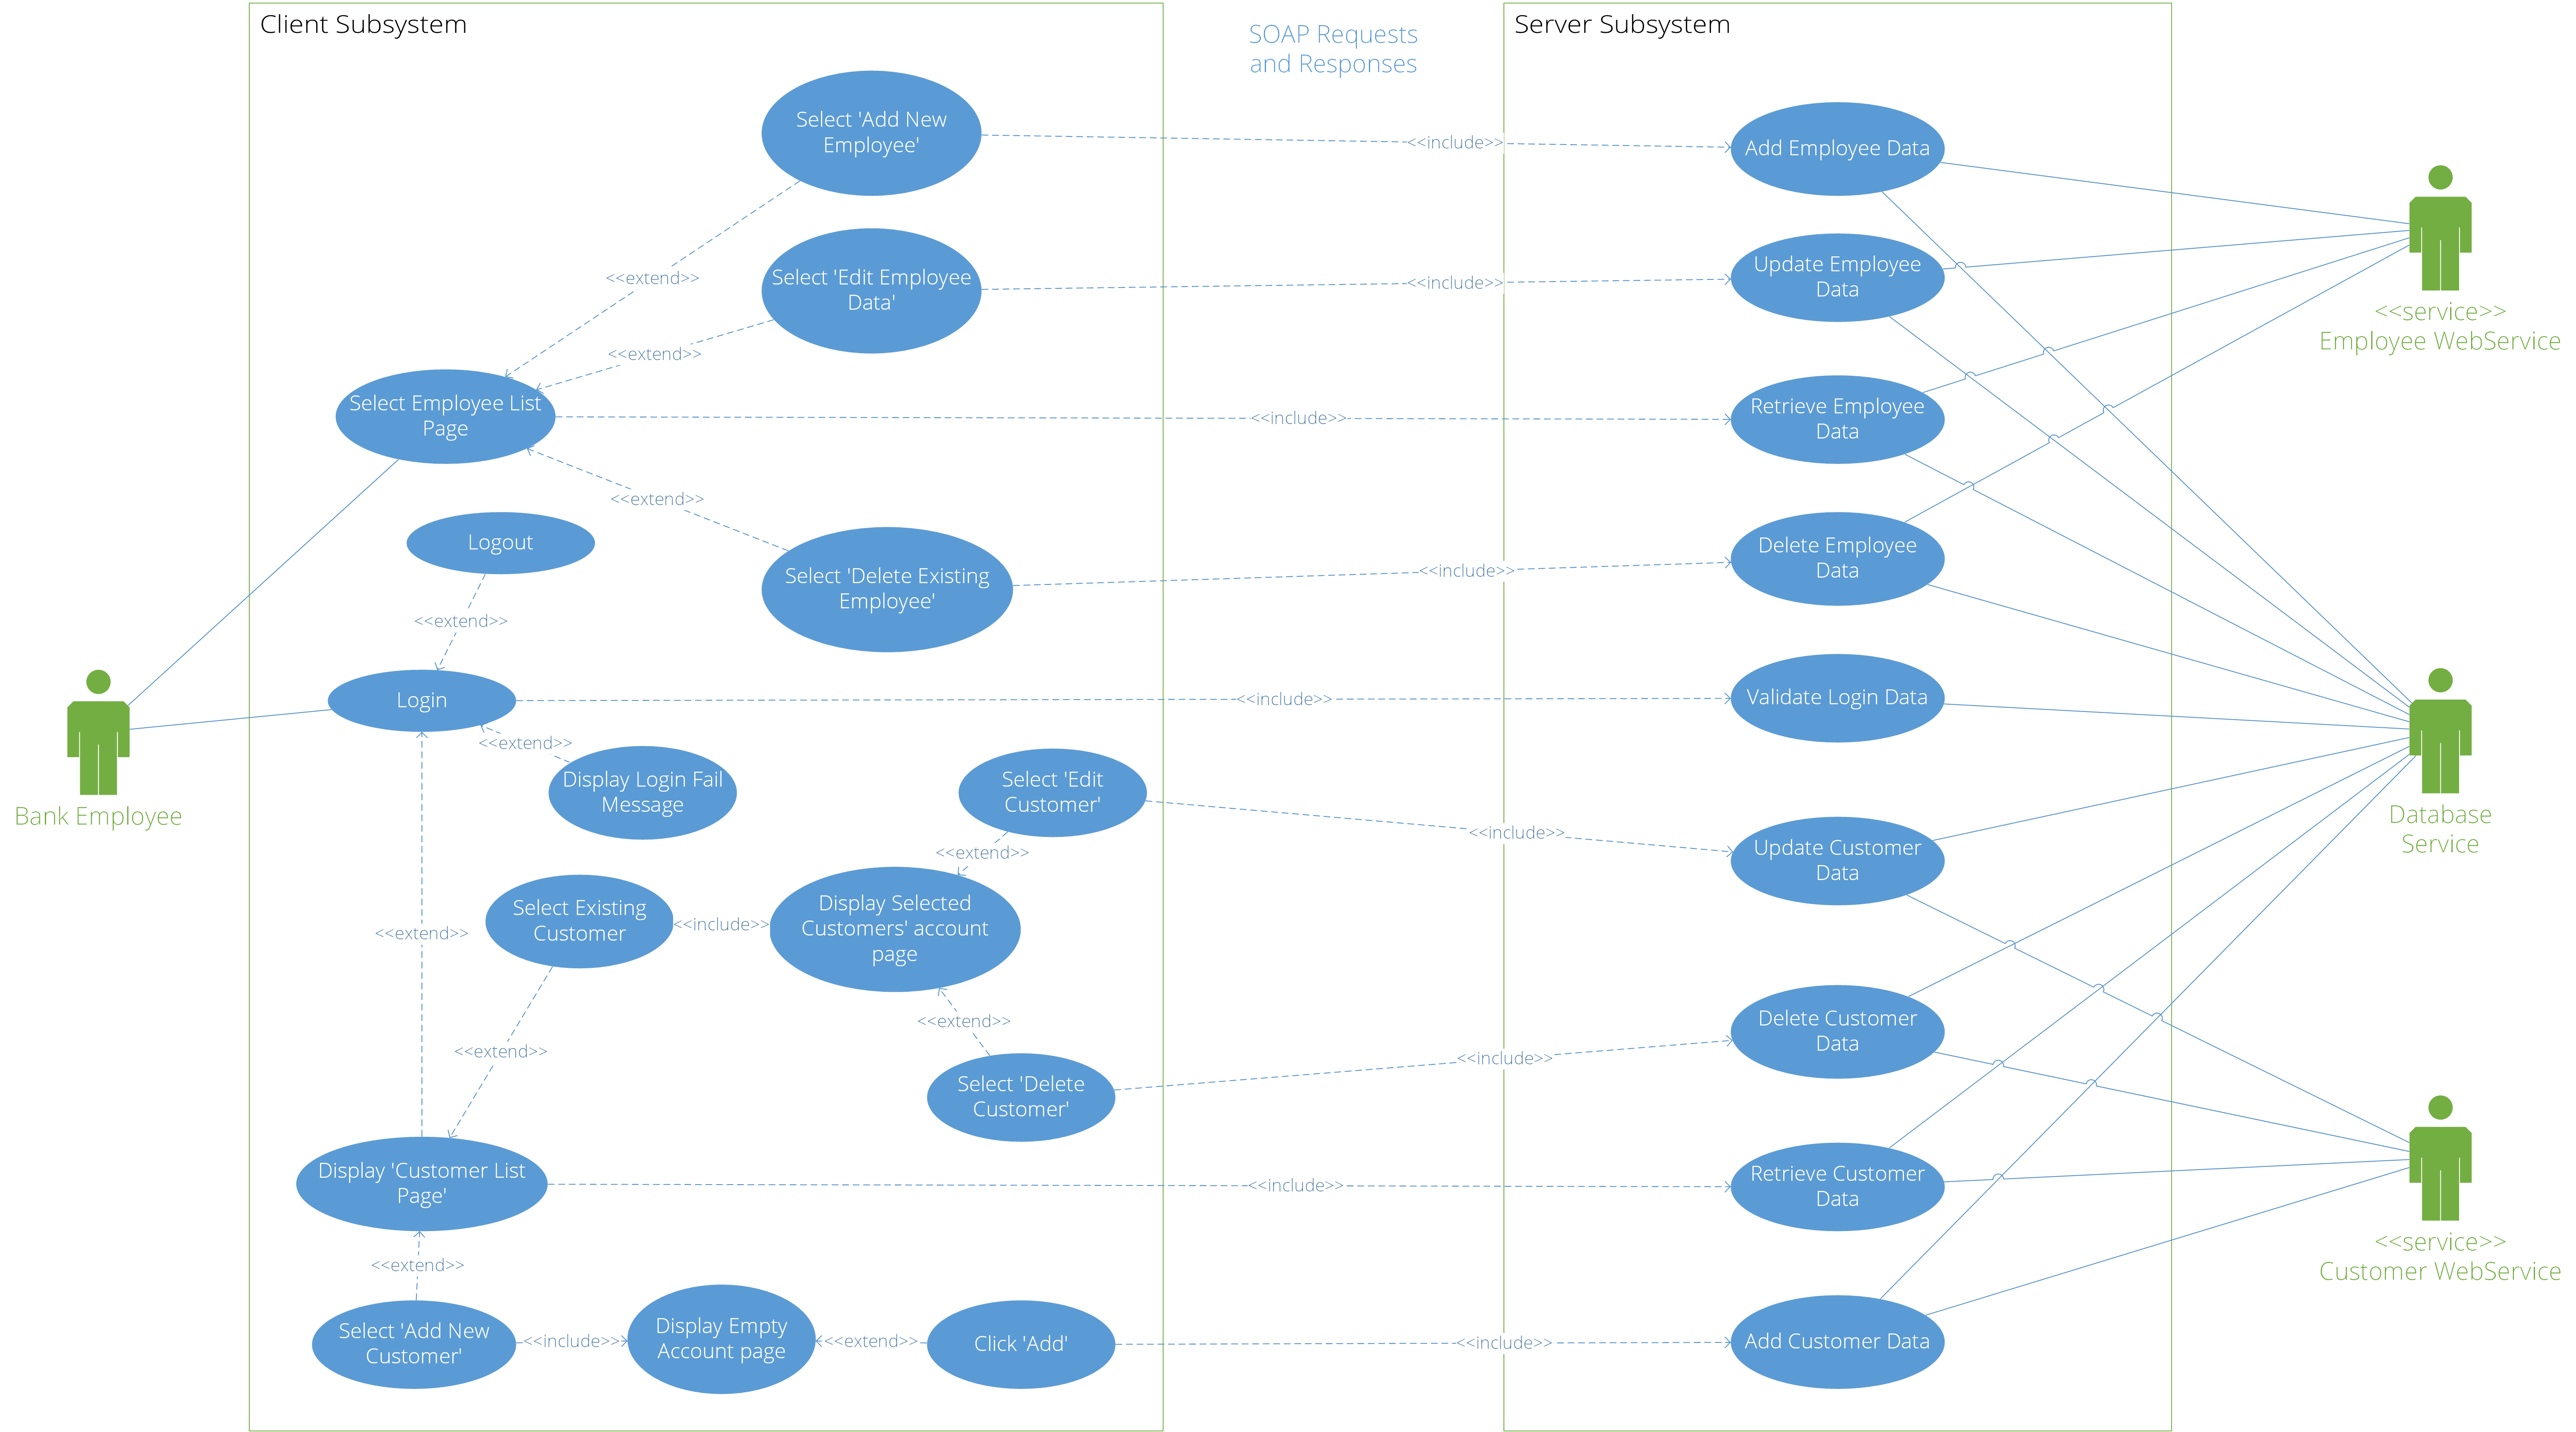 Client Subsystem
SOAP Requests
and Responses
Server Subsystem
Select 'Add New
Employee'
<<include>>
Add Employee Data
<<extend>>
Select 'Edit Employee
Data'
<<include>>
Update Employee
Data
<<service>>
Employee WebService
<<extend>>
Select Employee List
Page
<<include>>
Retrieve Employee
Data
<<extend>>
Logout
Select 'Delete Existing
Employee'
<<include>>
Delete Employee
Data
<<extend>>
Login
<<include>>
Validate Login Data
<<extend>>
Display Login Fail
Message
Select 'Edit
Customer'
<<include>>
Update Customer
Data
Bank Employee
Database
Service
<<extend>>
Select Existing
Customer
<<include>>
Display Selected
Customers' account
page
<<extend>>
<<extend>>
<<extend>>
Select 'Delete
Customer'
<<include>>
Delete Customer
Data
Display 'Customer List
Page'
<<include>>
Retrieve Customer
Data
<<service>>
Customer WebService
<<extend>>
Select 'Add New
Customer'
<<include>>
Display Empty
Account page
<<extend>>
Click 'Add'
<<include>>
Add Customer Data